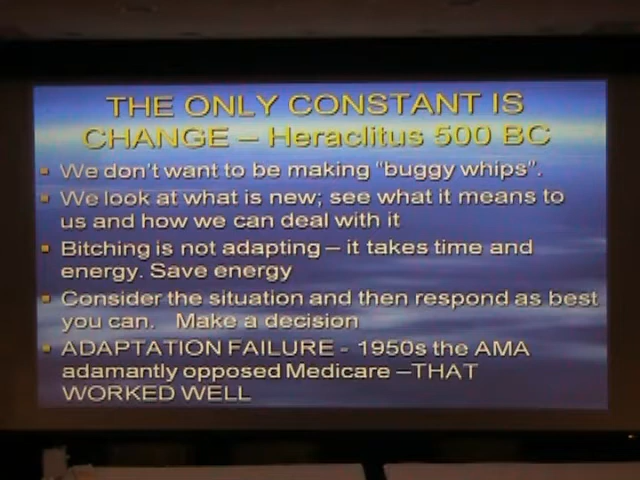 THE ONLY CONSTANT IS
CHANGE – Heraclitus 500 BC
We don't want to be making "buggy whips".
We look at what is new; see what it means to
us and how we can deal with it
Bitching is not adapting – it takes time and
energy. Save energy
Consider the situation and then respond as best
you can. Make a decision
ADAPTATION FAILURE - 1950s the AMA
adamantly opposed Medicare –THAT
WORKED WELL